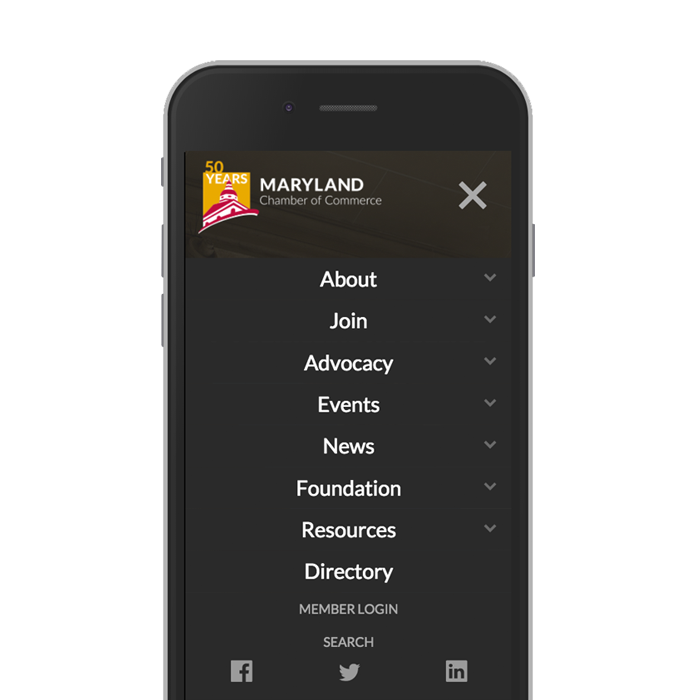 50
YEARS
MARYLAND
Chamber of Commerce
About
Join
Advocacy
Events
News
Foundation
Resources
Directory
MEMBER LOGIN
SEARCH